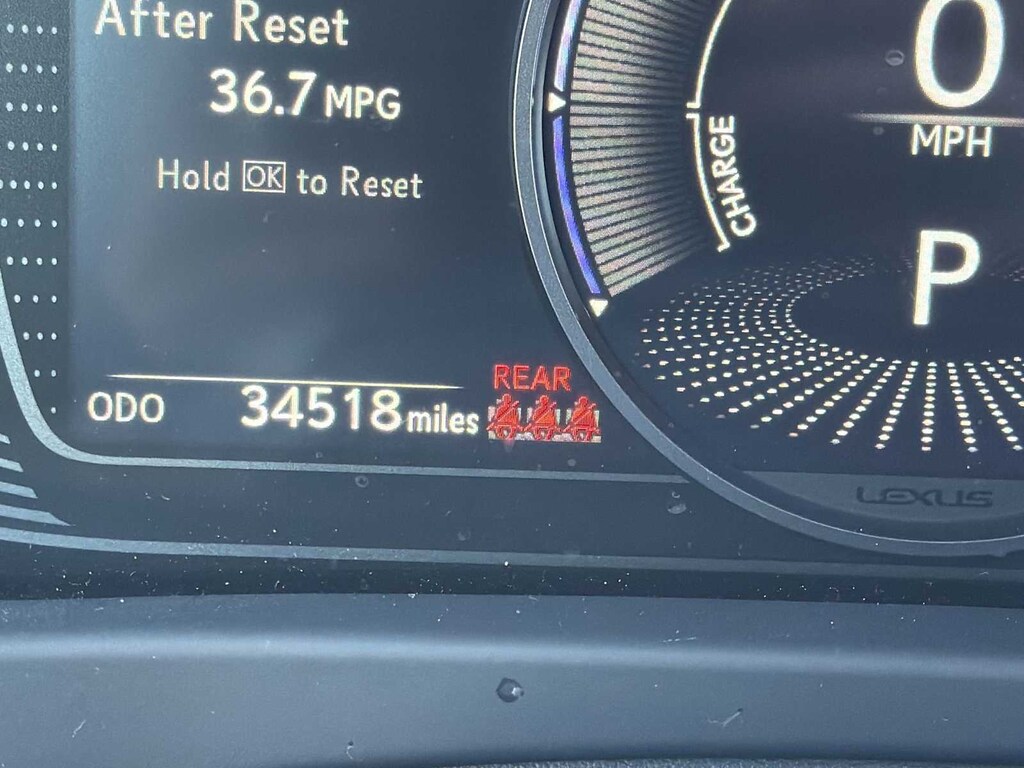 After Reset
36.7 MPG
Hold OK to Reset
ODO 34518 miles
REAR
CHARGE
0
MPH
P
LEXUS